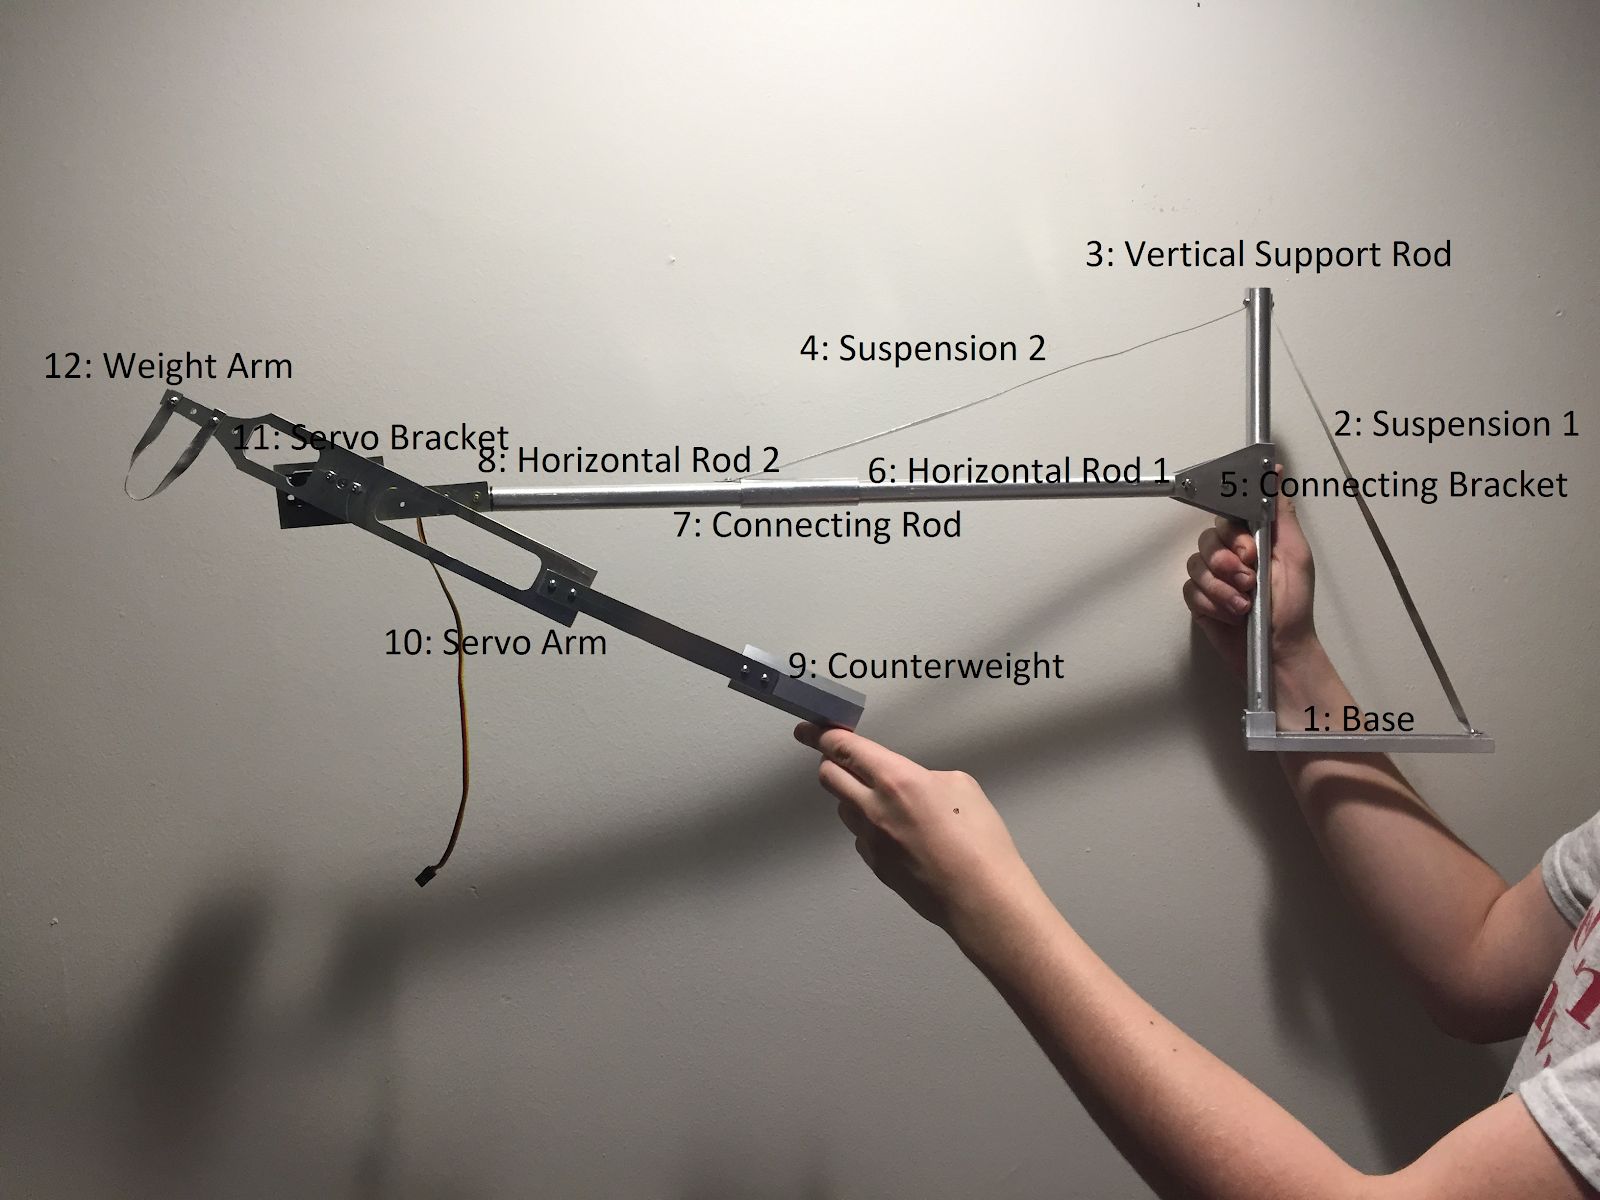 3: Vertical Support Rod
4: Suspension 2
12: Weight Arm
2: Suspension 1
11: Servo Bracket
8: Horizontal Rod 2
6: Horizontal Rod 1
5: Connecting Bracket
7: Connecting Rod
10: Servo Arm
9: Counterweight
1: Base